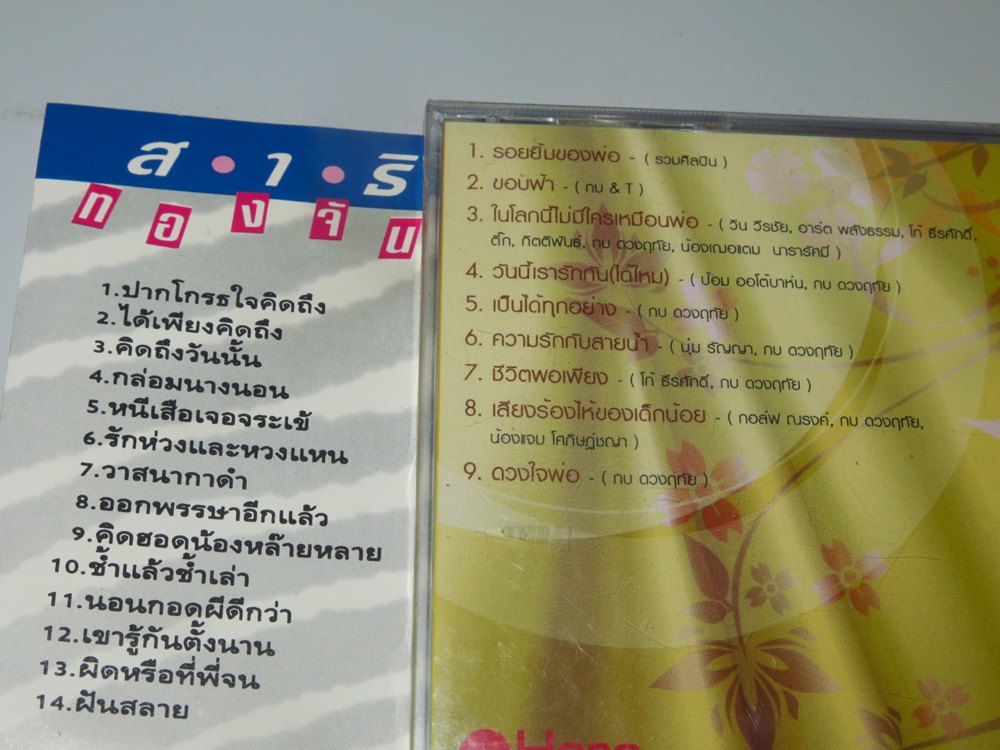 ส • า • ริ
กองจัน
1.ปากโกรธใจคิดถึง
2.ได้เพียงคิดถึง
3.คิดถึงวันนั้น
4.กล่อมนางนอน
5.หนีเสือเจอจระเข้
6.รักห่วงและหวงแหน
7.วาสนากาดำ
8.ออกพรรษาอีกแล้ว
9.คิดฮอดน้องหล๊ายหลาย
10.ช้ำแล้วช้ำเล่า
11.นอนกอดผีดีกว่า
12.เขารู้กันตั้งนาน
13.ผิดหรือที่พี่จน
14.ฝันสลาย
1. รอยยิ้มของพ่อ - ( รวมศิลปิน )
2. ขอบฟ้า - ( กบ & T )
3. ในโลกนี้ไม่มีใครเหมือนพ่อ - ( วิน วีรชัย, อาร์ต พลังธรรม, โก้ ธีรศักดิ์,
ติ๊ก, กิตติพันธ์, กบ ดวงฤทัย, น้องเฌอแตม นารารัศมี )
4. วันนี้เรารักกัน(ได้ไหม) - ( ป้อม ออโต้บาห์น, กบ ดวงฤทัย )
5. เป็นได้ทุกอย่าง - ( กบ ดวงฤทัย )
6. ความรักกับสายน้ำ - ( นุ่ม รัญญา, กบ ดวงฤทัย )
7. ชีวิตพอเพียง - ( โก้ ธีรศักดิ์, กบ ดวงฤทัย )
8. เสียงร้องไห้ของเด็กน้อย - ( กอล์ฟ ณรงค์, กบ ดวงฤทัย,
น้องแจม โศภิษฎ์ชญา )
9. ดวงใจพ่อ - ( กบ ดวงฤทัย )